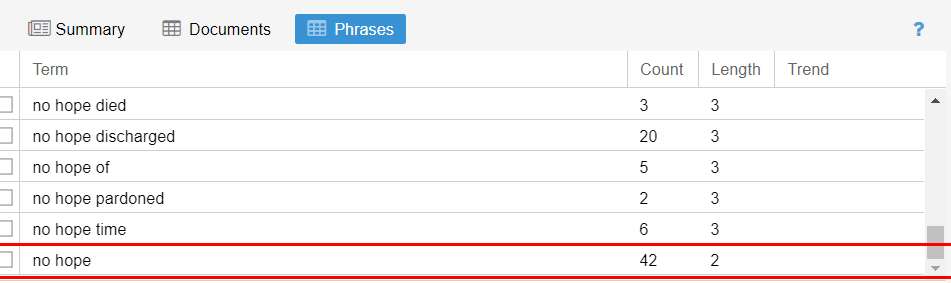 Summary Documents Phrases ?
Term Count Length Trend
no hope died 3 3
no hope discharged 20 3
no hope of 5 3
no hope pardoned 2 3
no hope time 6 3
no hope 42 2